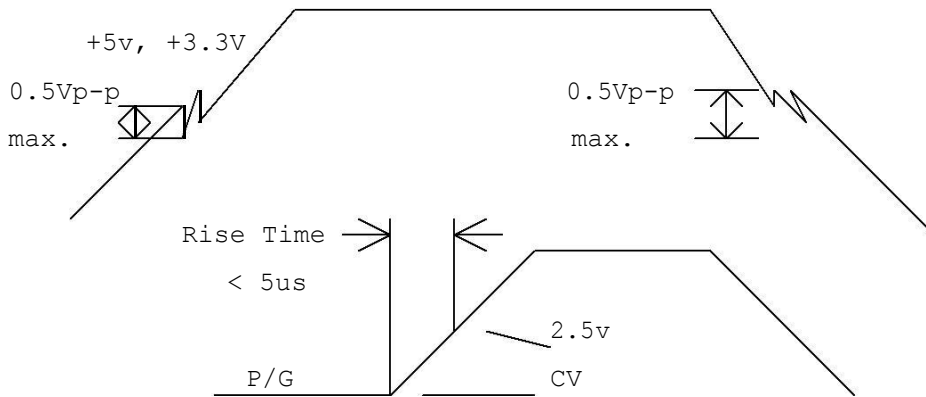 +5v, +3.3V
0.5Vp-p
max.
0.5Vp-p
max.
Rise Time
< 5us
2.5v
P/G
CV